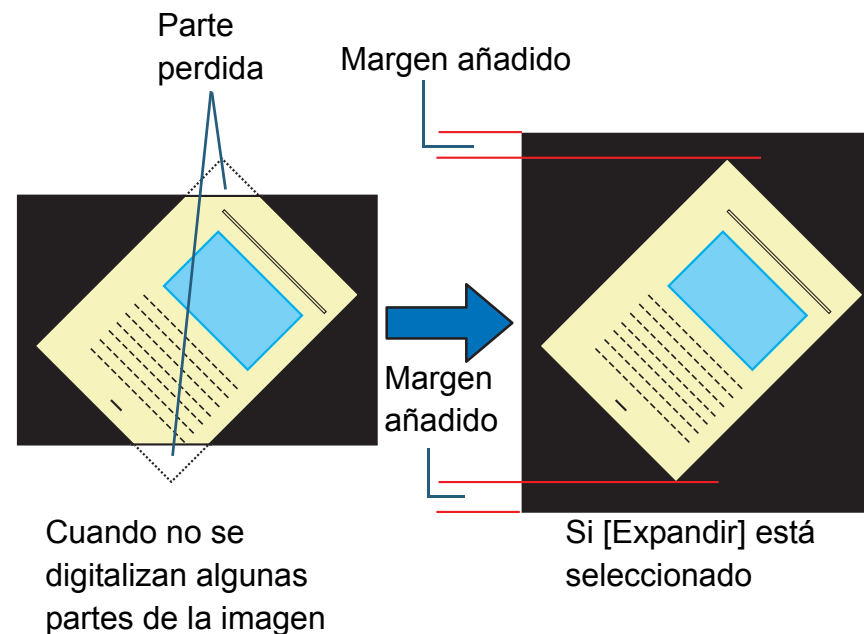 Parte
perdida
Margen añadido
Margen
añadido
Cuando no se
digitalizan algunas
partes de la imagen
Si [Expandir] está
seleccionado